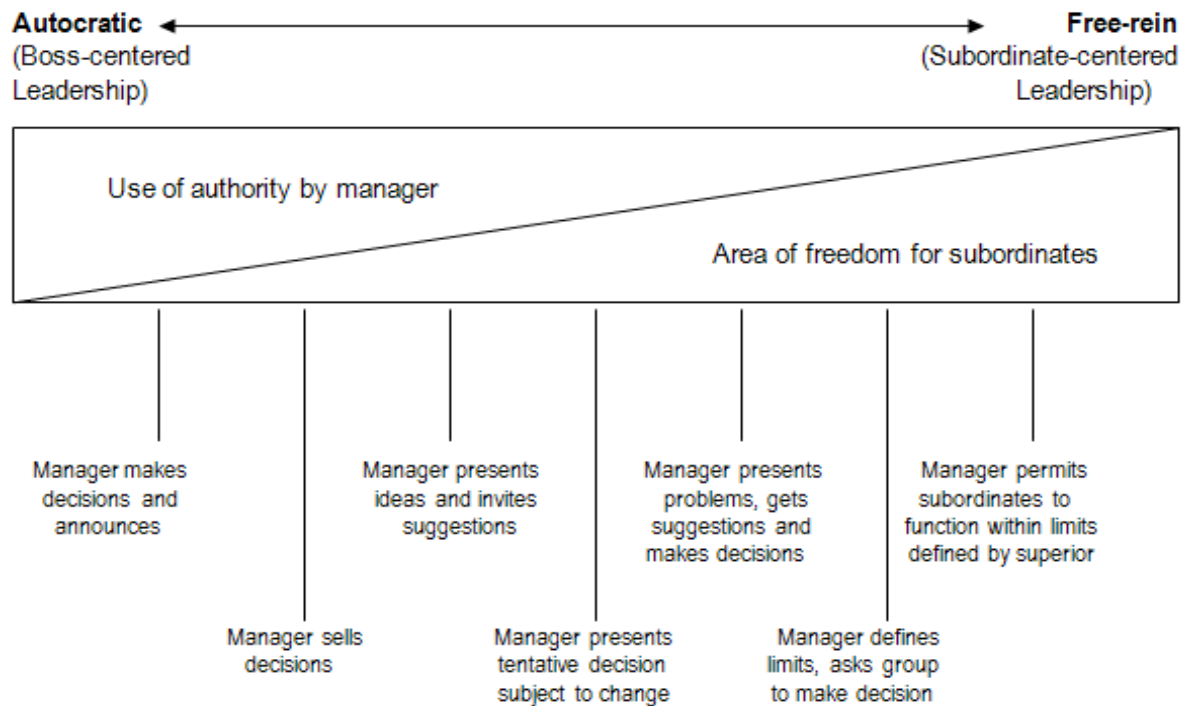 Autocratic
(Boss-centered
Leadership)
Free-rein
(Subordinate-centered
Leadership)
Use of authority by manager
Area of freedom for subordinates
Manager makes
decisions and
announces
Manager sells
decisions
Manager presents
ideas and invites
suggestions
Manager presents
tentative decision
subject to change
Manager presents
problems, gets
suggestions and
makes decisions
Manager defines
limits, asks group
to make decision
Manager permits
subordinates to
function within limits
defined by superior